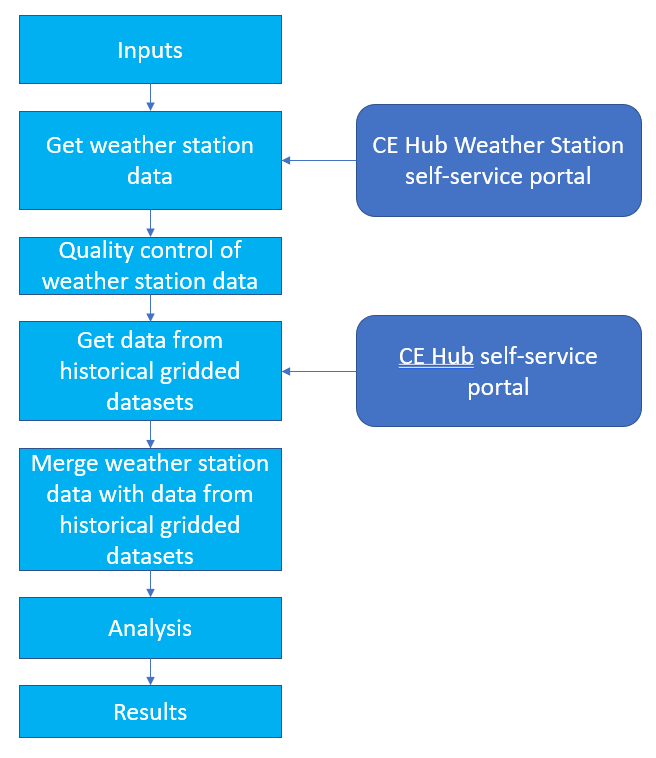 Inputs
Get weather station
data
CE Hub Weather Station
self-service portal
Quality control of
weather station data
Get data from
historical gridded
datasets
CE Hub self-service
portal
Merge weather station
data with data from
historical gridded
datasets
Analysis
Results